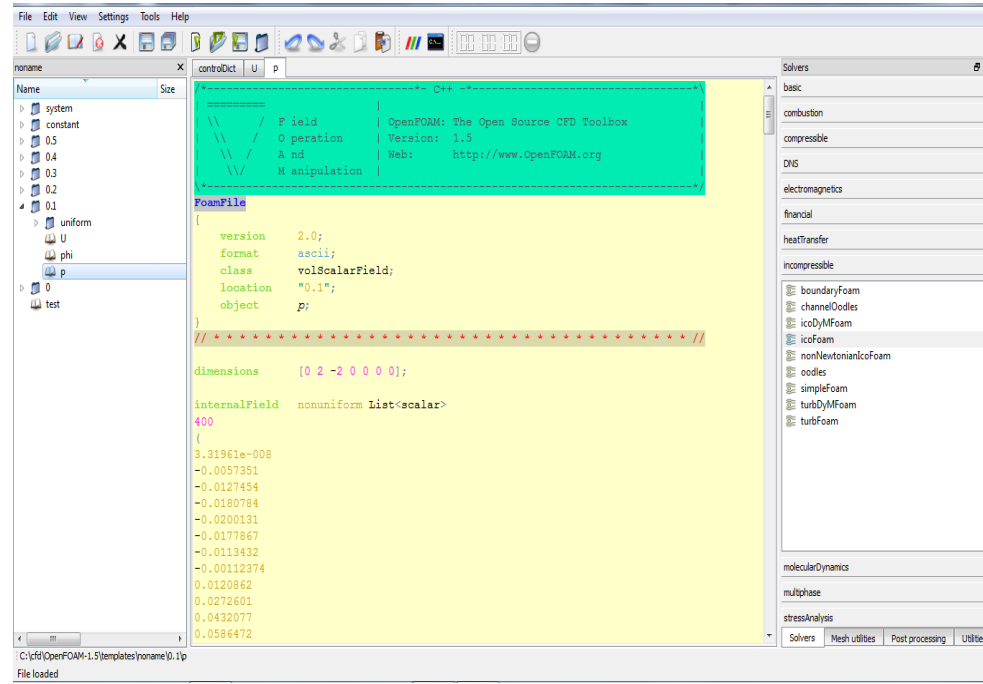 File Edit View Settings Tools Help
noname X
Name Size
system
constant
0.5
0.4
0.3
0.2
0.1
uniform
U
phi
p
0
test
controlDict U p
/*--------------------------------*- C++ -*----------------------------------*\
| ========= | |
| \\ / F ield | OpenFOAM: The Open Source CFD Toolbox |
| \\ / O peration | Version: 1.5 |
| \\ / A nd | Web: http://www.OpenFOAM.org |
| \\/ M anipulation | |
\*---------------------------------------------------------------------------*/
FoamFile
{
version 2.0;
format ascii;
class volScalarField;
location "0.1";
object p;
}
// * * * * * * * * * * * * * * * * * * * * * * * * * * * * * * * * * * * * * //
dimensions [0 2 -2 0 0 0 0];
internalField nonuniform List<scalar>
400
(
3.31961e-008
-0.0057351
-0.0127454
-0.0180784
-0.0200131
-0.0177867
-0.0113432
-0.00112374
0.0120862
0.0272601
0.0432077
0.0586472
Solvers
basic
combustion
compressible
DNS
electromagnetics
financial
heatTransfer
incompressible
boundaryFoam
channelOodles
icoDyMFoam
icoFoam
nonNewtonianIcoFoam
oodles
simpleFoam
turbDyMFoam
turbFoam
molecularDynamics
multiphase
stressAnalysis
Solvers Mesh utilities Post processing Utilitie
C:\cfd\OpenFOAM-1.5\templates\noname\0.1\p
File loaded